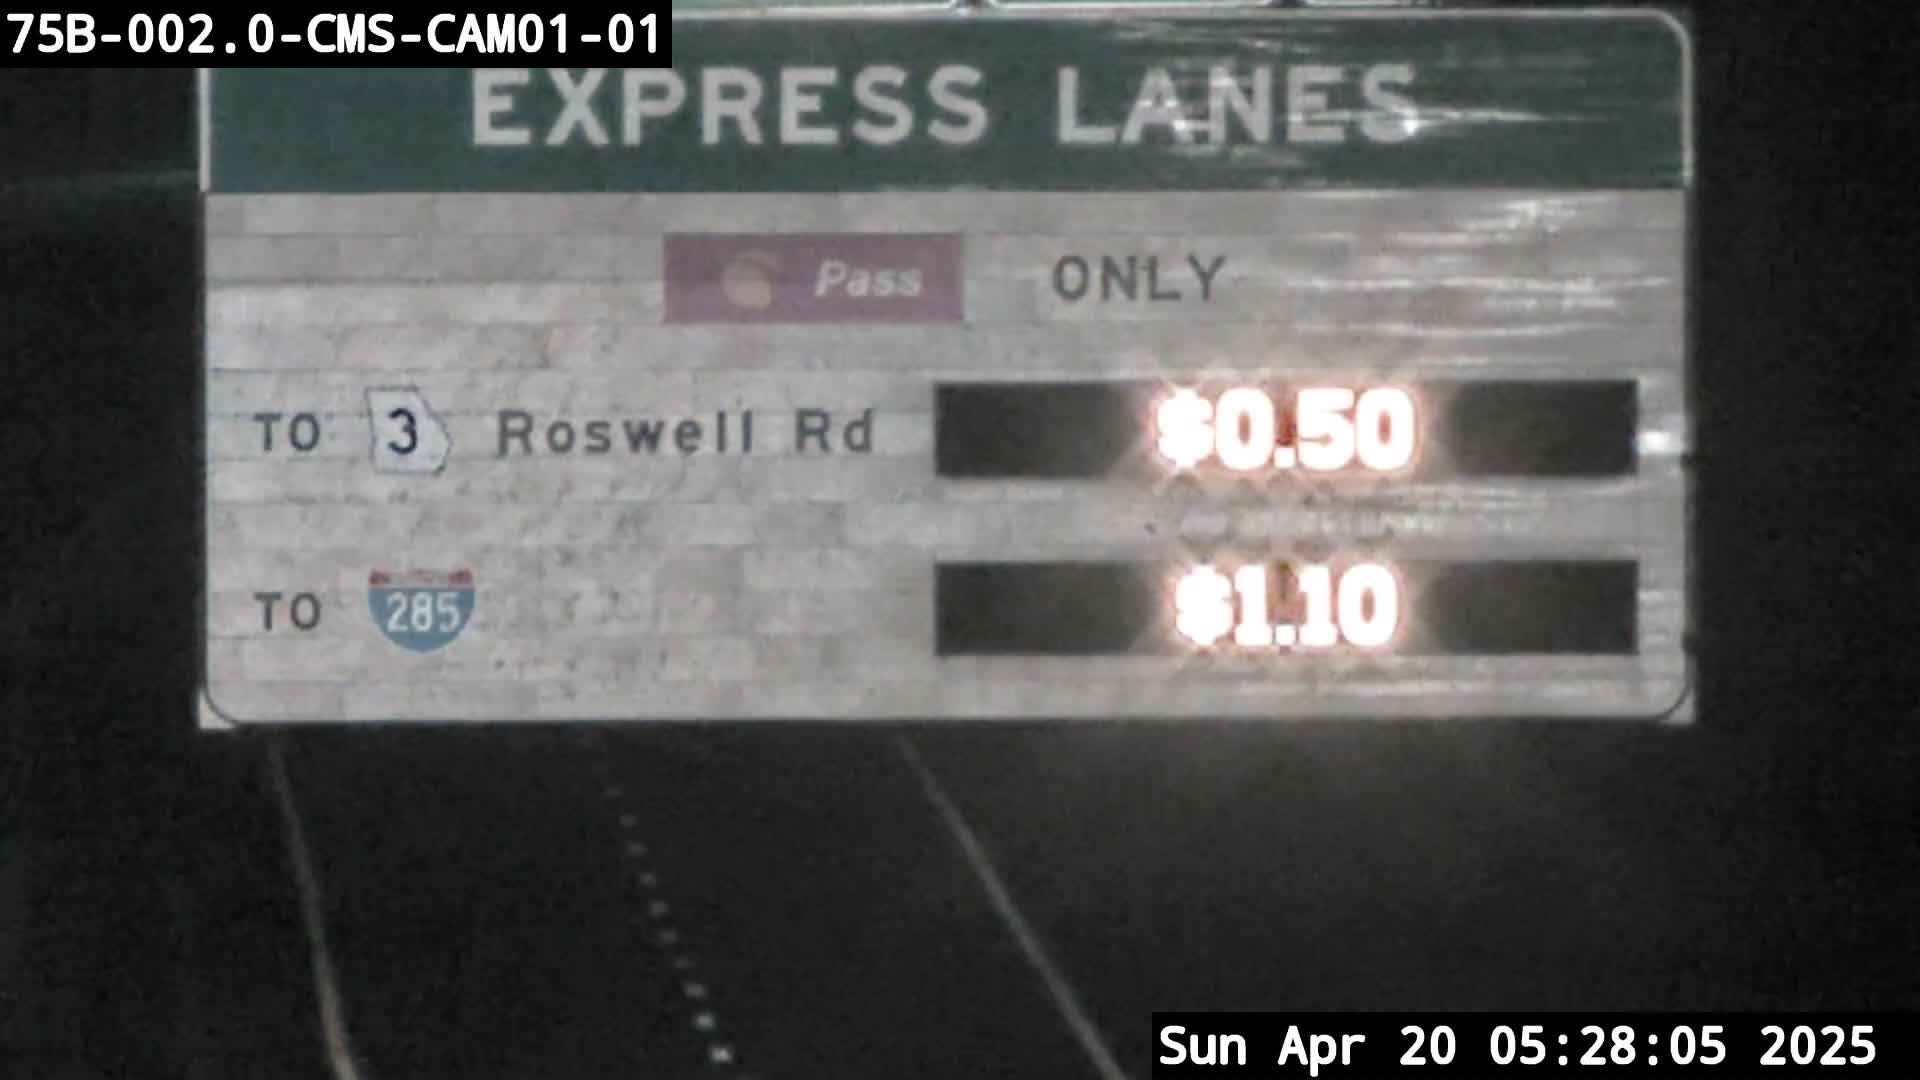 75B-002.0-CMS-CAM01-01
EXPRESS LANES
Pass ONLY
TO 3 Roswell Rd $0.50
TO 285 $1.10
Sun Apr 20 05:28:05 2025